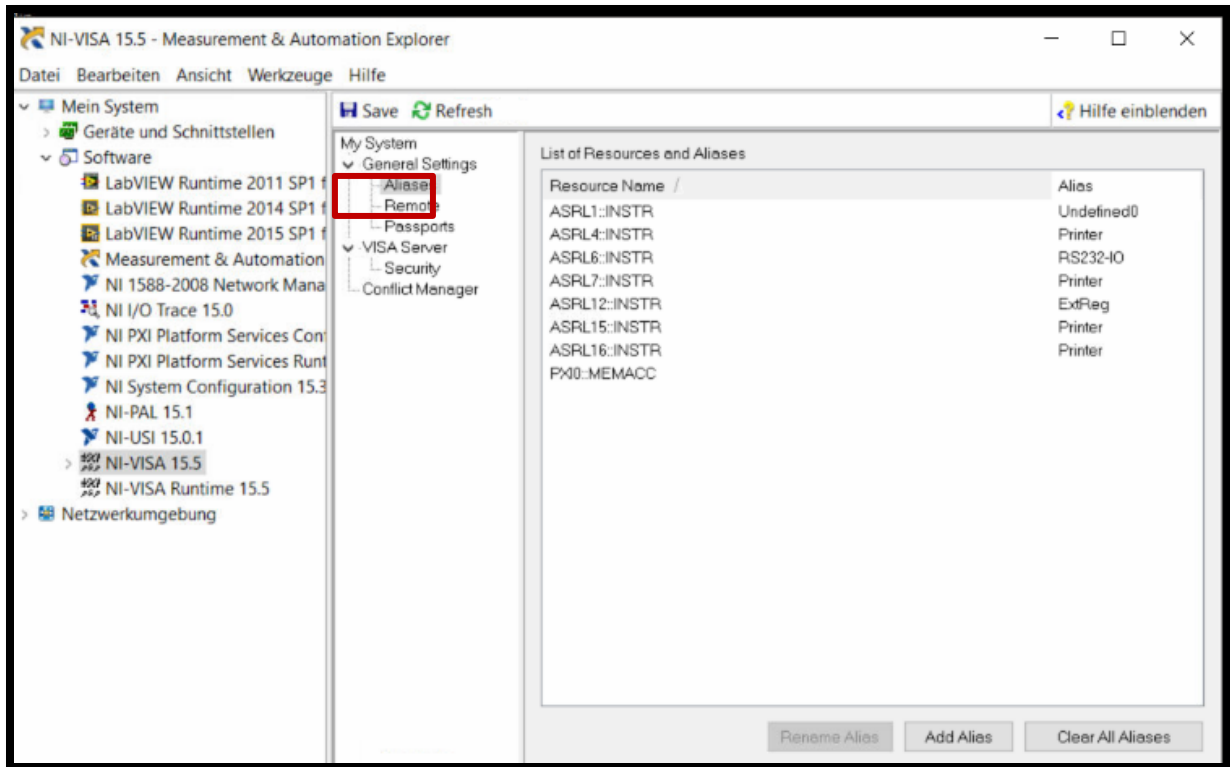 NI-VISA 15.5 - Measurement & Automation Explorer
Datei Bearbeiten Ansicht Werkzeuge Hilfe
Mein System
Geräte und Schnittstellen
Software
LabVIEW Runtime 2011 SP1 f
LabVIEW Runtime 2014 SP1 f
LabVIEW Runtime 2015 SP1 f
Measurement & Automation
NI 1588-2008 Network Mana
NI I/O Trace 15.0
NI PXI Platform Services Con
NI PXI Platform Services Runt
NI System Configuration 15.3
NI-PAL 15.1
NI-USI 15.0.1
NI-VISA 15.5
NI-VISA Runtime 15.5
Netzwerkumgebung
Save Refresh
Hilfe einblenden
My System
General Settings
Aliases
Remote
Passports
VISA Server
Security
Conflict Manager
List of Resources and Aliases
Resource Name / Alias
ASRL1::INSTR Undefined0
ASRL4::INSTR Printer
ASRL6::INSTR RS232-IO
ASRL7::INSTR Printer
ASRL12::INSTR ExtReg
ASRL15::INSTR Printer
ASRL16::INSTR Printer
PXI0::MEMACC
Rename Alias Add Alias Clear All Aliases